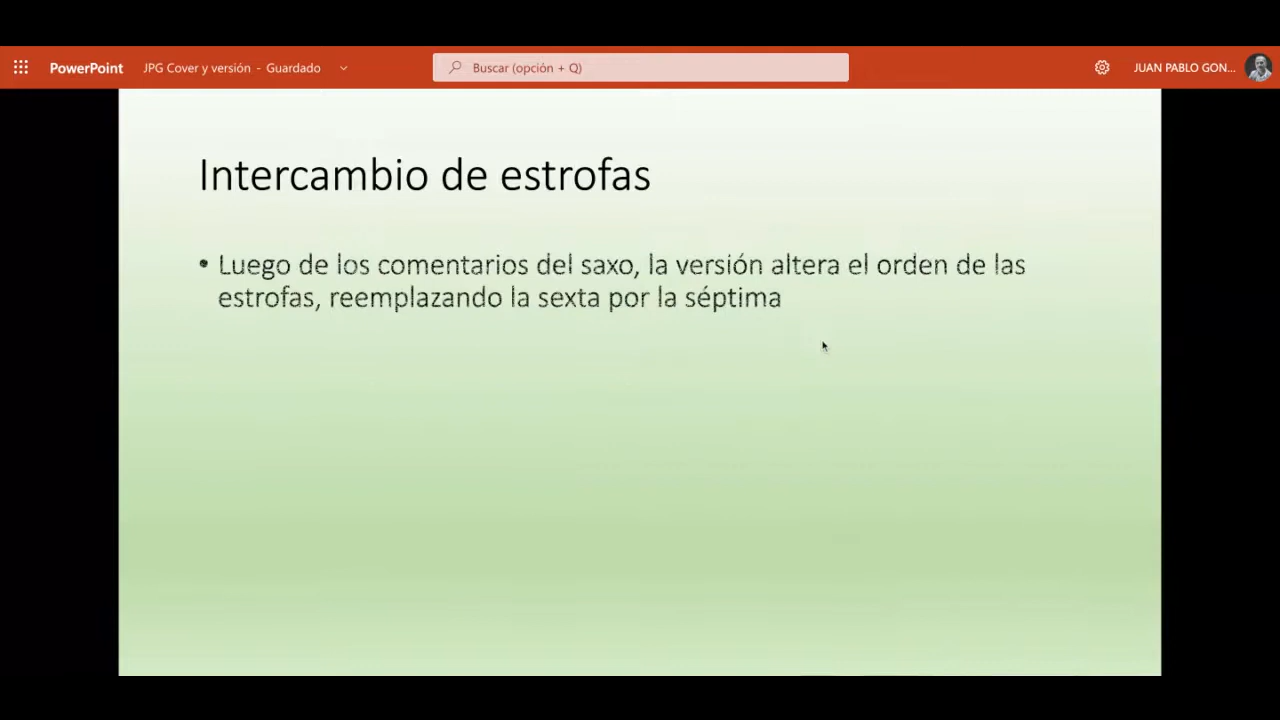 PowerPoint JPG Cover y versión - Guardado Buscar (opción + Q) JUAN PABLO GON...
Intercambio de estrofas
• Luego de los comentarios del saxo, la versión altera el orden de las
estrofas, reemplazando la sexta por la séptima